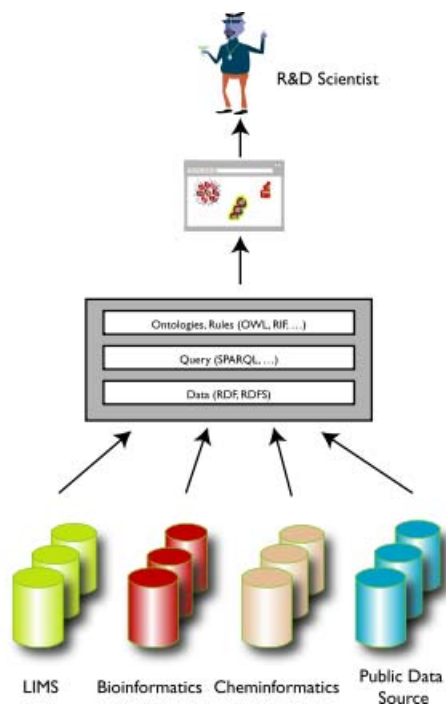 R&D Scientist
Ontologies, Rules (OWL, RIF, ...)
Query (SPARQL, ...)
Data (RDF, RDFS)
LIMS
Bioinformatics
Cheminformatics
Public Data
Source